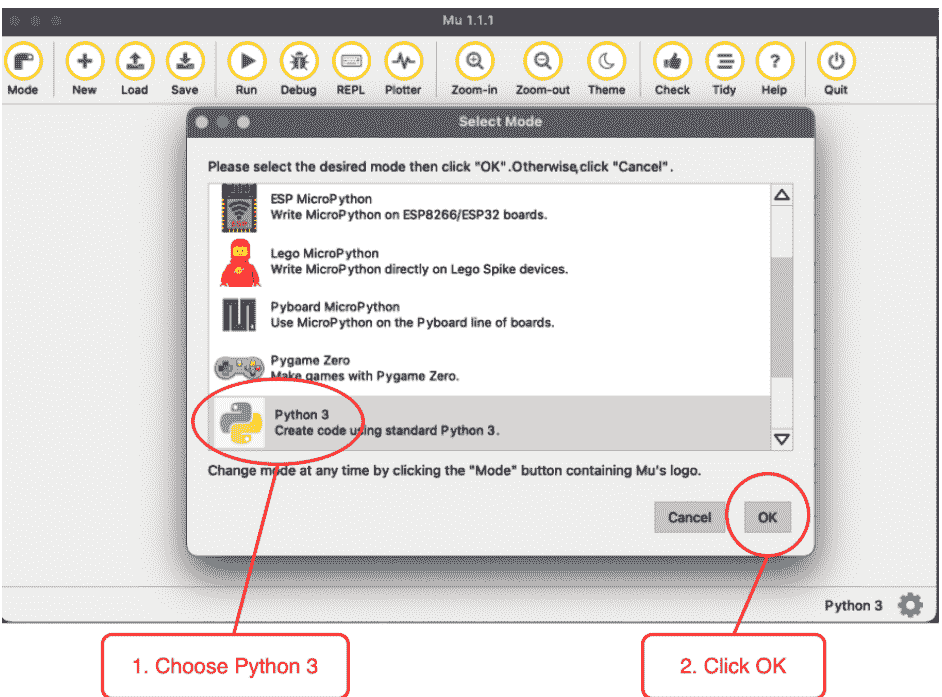 Mu 1.1.1
Mode New Load Save Run Debug REPL Plotter Zoom-in Zoom-out Theme Check Tidy Help Quit
Select Mode
Please select the desired mode then click "OK".Otherwise,click "Cancel".
ESP MicroPython
Write MicroPython on ESP8266/ESP32 boards.
Lego MicroPython
Write MicroPython directly on Lego Spike devices.
Pyboard MicroPython
Use MicroPython on the Pyboard line of boards.
Pygame Zero
Make games with Pygame Zero.
Python 3
Create code using standard Python 3.
Change mode at any time by clicking the "Mode" button containing Mu's logo.
Cancel OK
Python 3
1. Choose Python 3
2. Click OK